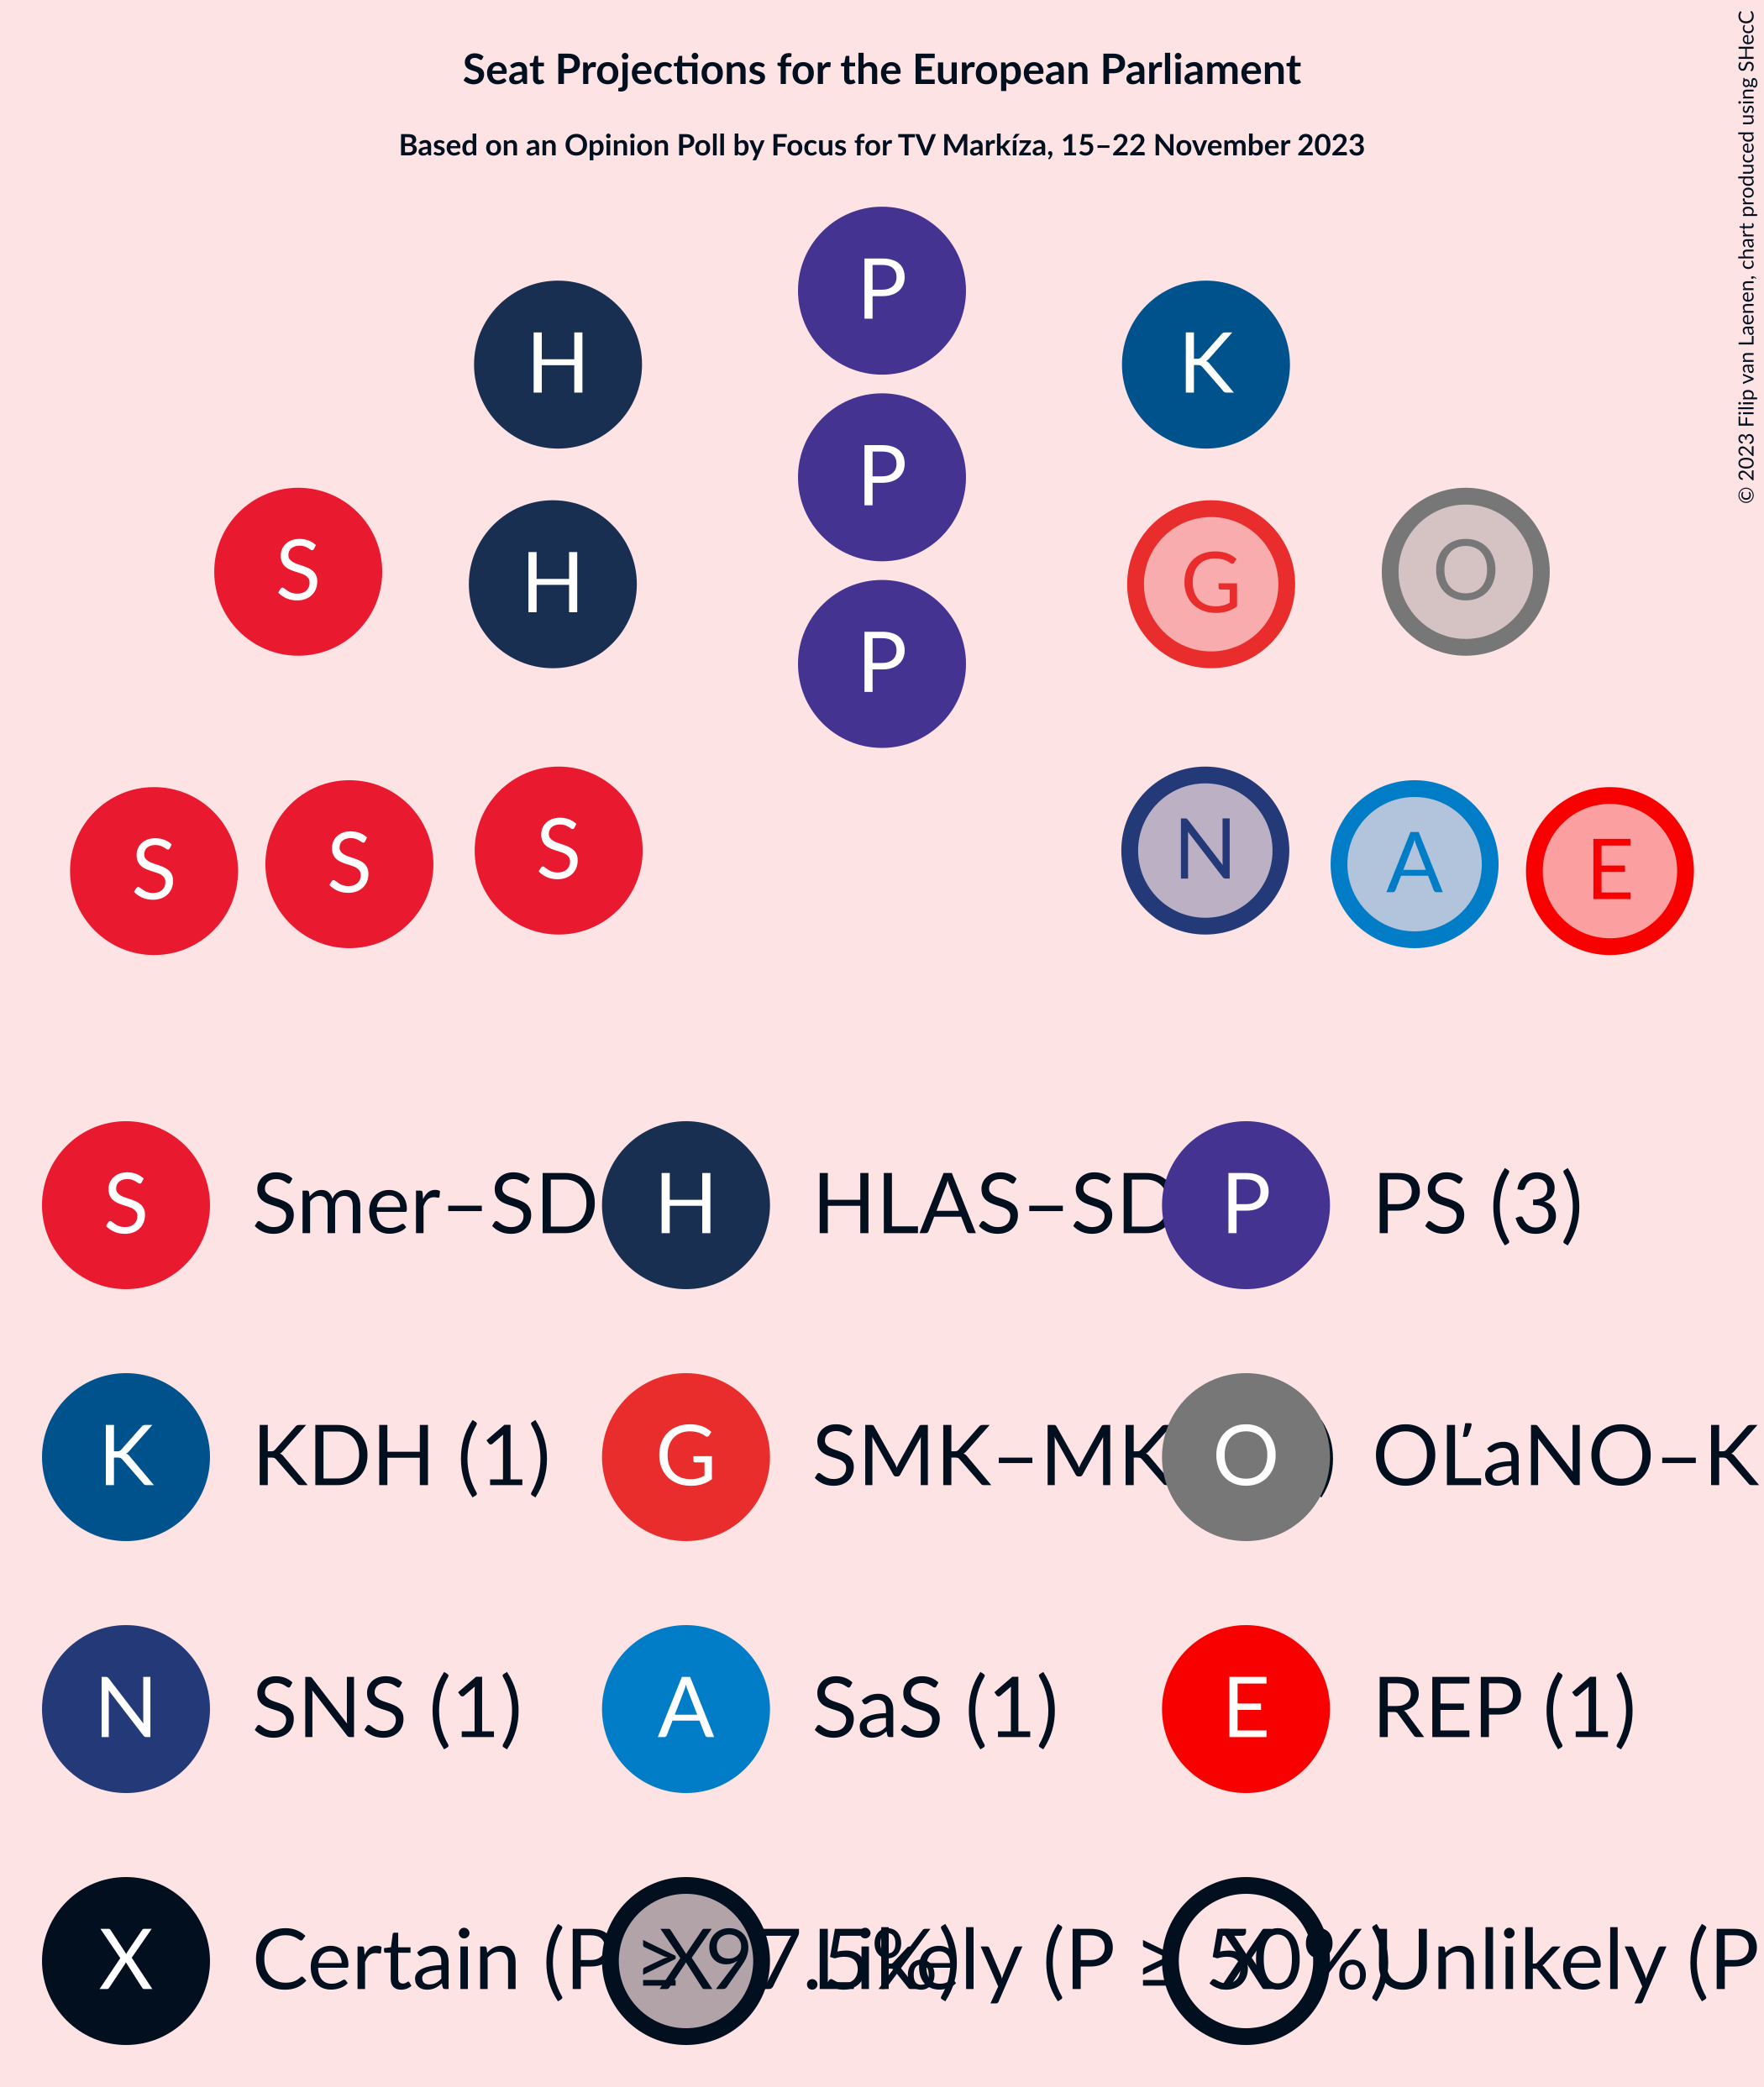 Seat Projections for the European Parliament
Based on an Opinion Poll by Focus for TV Markíza, 15–22 November 2023
© 2023 Filip van Laenen, chart produced using SHecC
P
H K
P
S H G O
P
S S S N A E
S Smer–SD H HLAS–SD P PS (3)
K KDH (1) G SMK–MK O OĽaNO–K
N SNS (1) A SaS (1) E REP (1)
X Certain (P ≥ 97.5%) X Likely (P ≥ 50%) X Unlikely (P